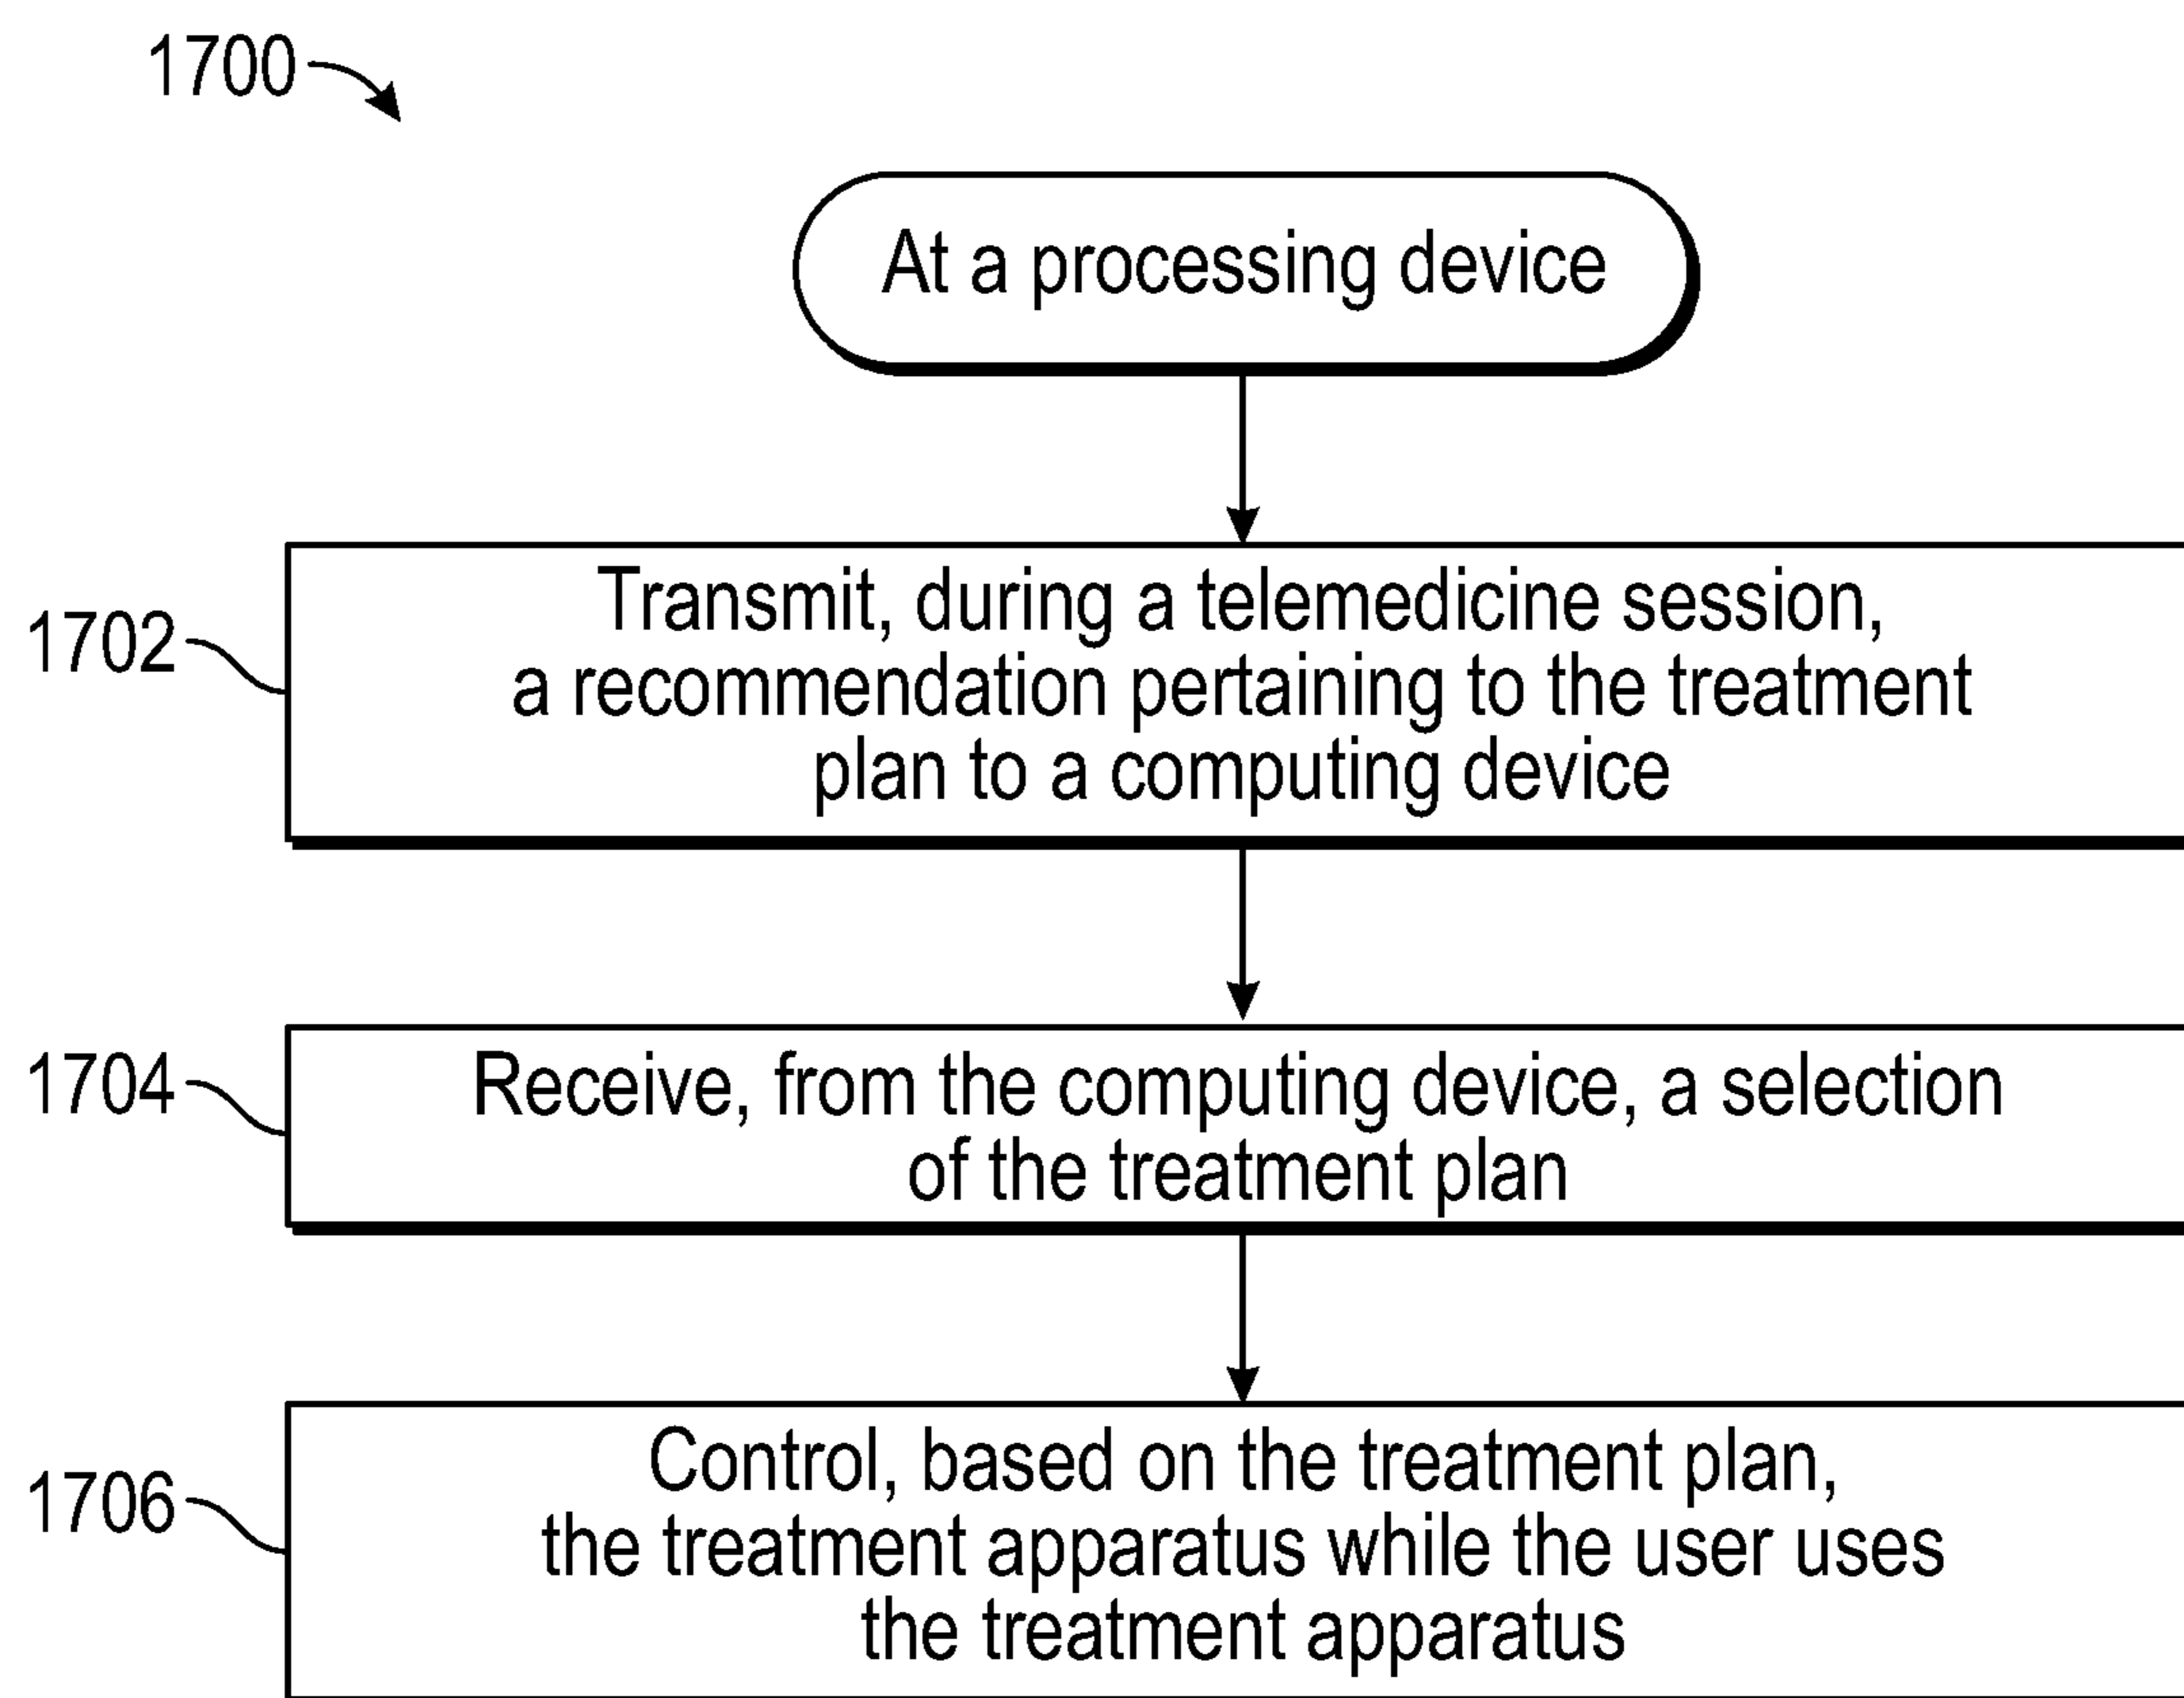 1700
At a processing device
1702
Transmit, during a telemedicine session,
a recommendation pertaining to the treatment
plan to a computing device
1704
Receive, from the computing device, a selection
of the treatment plan
1706
Control, based on the treatment plan,
the treatment apparatus while the user uses
the treatment apparatus